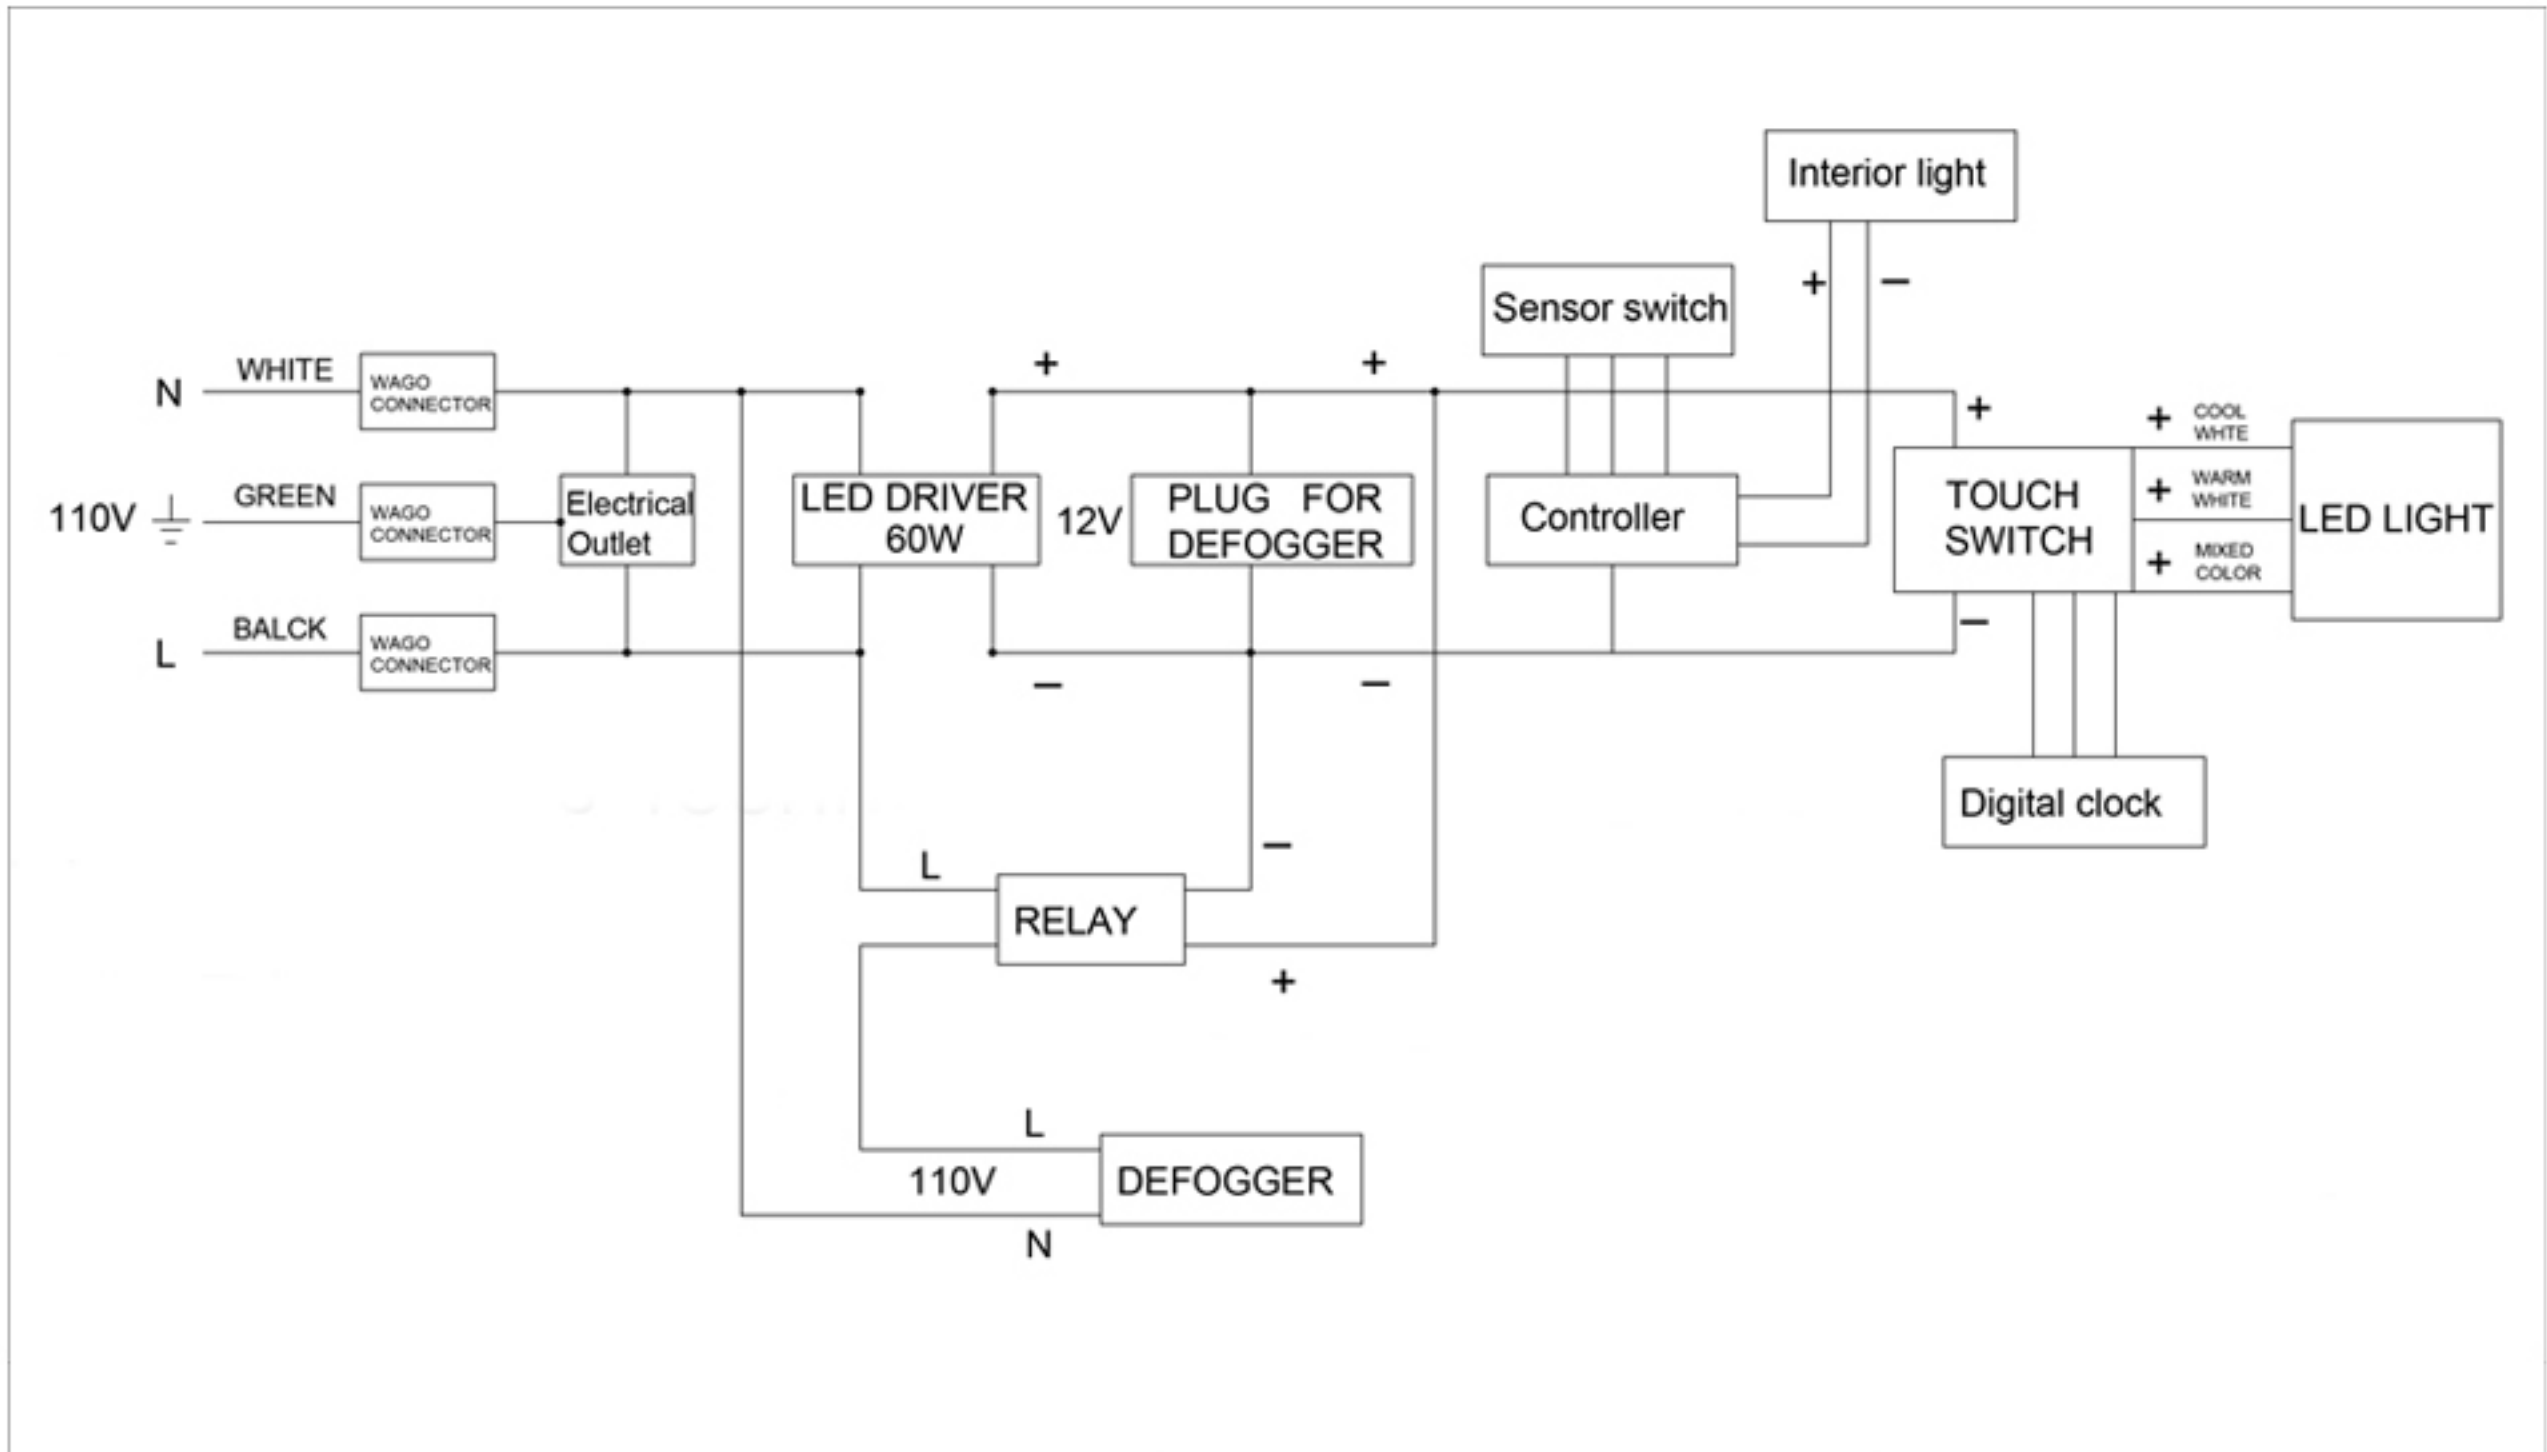 Interior light
+
−
Sensor switch
N
WHITE
WAGO
CONNECTOR
+
+
+
+
COOL
WHTE
110V
GREEN
WAGO
CONNECTOR
Electrical
Outlet
LED DRIVER
60W
12V
PLUG FOR
DEFOGGER
Controller
TOUCH
SWITCH
+
WARM
WHITE
LED LIGHT
+
MIXED
COLOR
L
BALCK
WAGO
CONNECTOR
−
−
−
Digital clock
L
−
RELAY
+
L
110V
DEFOGGER
N